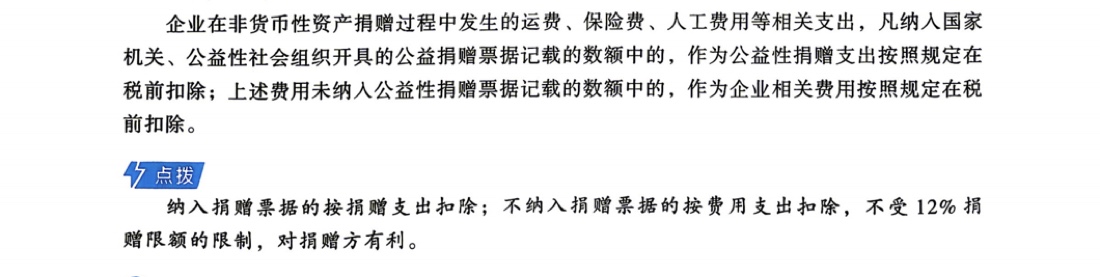 企业在非货币性资产捐赠过程中发生的运费、保险费、人工费用等相关支出，凡纳入国家
机关、公益性社会组织开具的公益捐赠票据记载的数额中的，作为公益性捐赠支出按照规定在
税前扣除；上述费用未纳入公益性捐赠票据记载的数额中的，作为企业相关费用按照规定在税
前扣除。
点拨
纳入捐赠票据的按捐赠支出扣除；不纳入捐赠票据的按费用支出扣除，不受12%捐
赠限额的限制，对捐赠方有利。